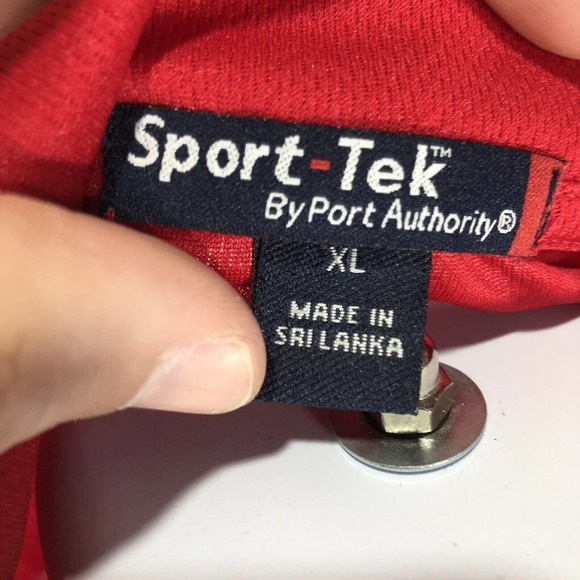 Sport-Tek™
By Port Authority®
XL
MADE IN
SRI LANKA